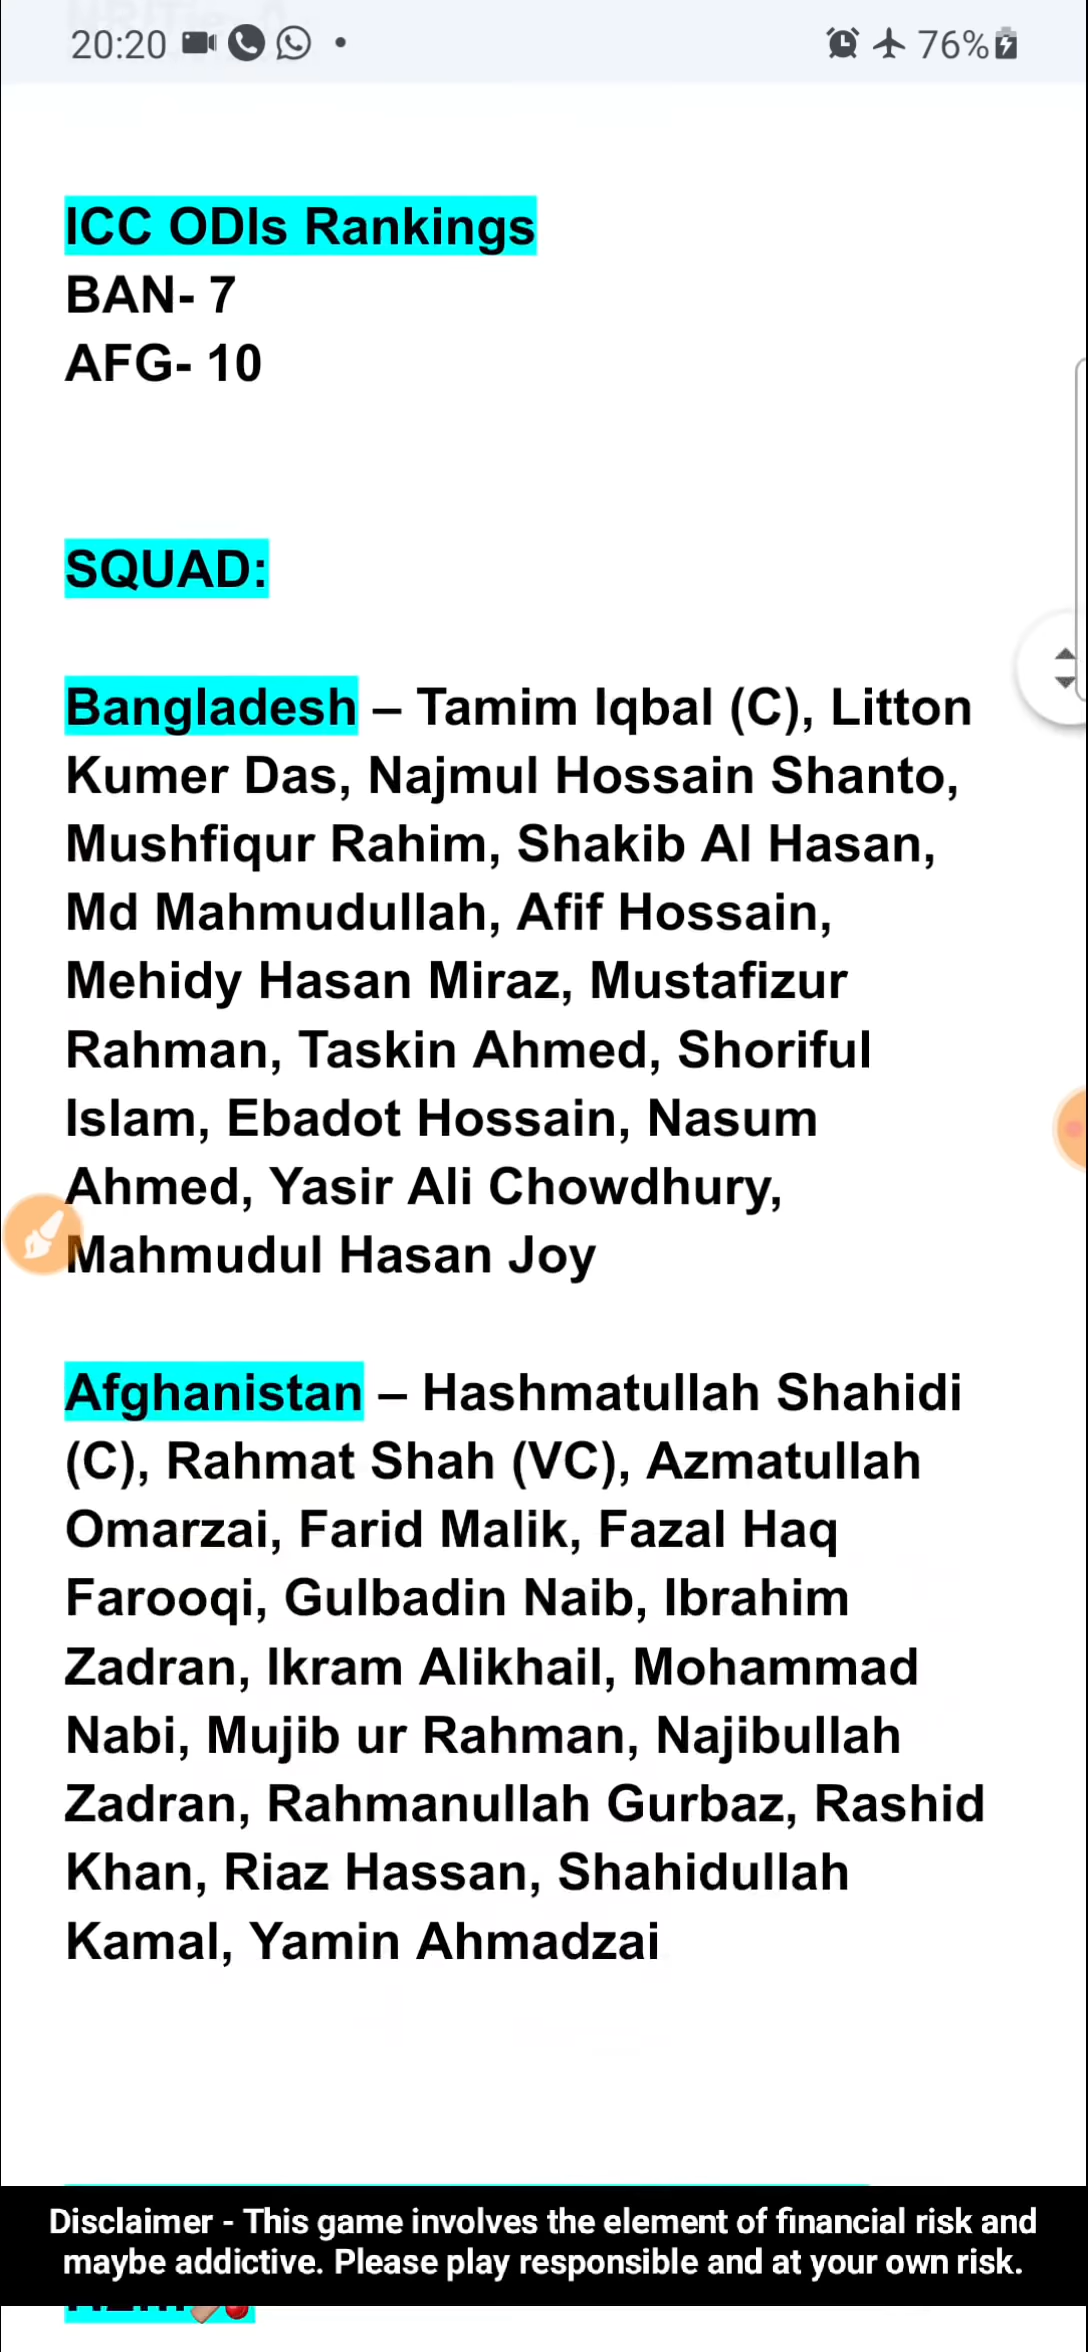 20:20
76%
ICC ODIs Rankings
BAN- 7
AFG- 10
SQUAD:
Bangladesh – Tamim Iqbal (C), Litton
Kumer Das, Najmul Hossain Shanto,
Mushfiqur Rahim, Shakib Al Hasan,
Md Mahmudullah, Afif Hossain,
Mehidy Hasan Miraz, Mustafizur
Rahman, Taskin Ahmed, Shoriful
Islam, Ebadot Hossain, Nasum
Ahmed, Yasir Ali Chowdhury,
Mahmudul Hasan Joy
Afghanistan – Hashmatullah Shahidi
(C), Rahmat Shah (VC), Azmatullah
Omarzai, Farid Malik, Fazal Haq
Farooqi, Gulbadin Naib, Ibrahim
Zadran, Ikram Alikhail, Mohammad
Nabi, Mujib ur Rahman, Najibullah
Zadran, Rahmanullah Gurbaz, Rashid
Khan, Riaz Hassan, Shahidullah
Kamal, Yamin Ahmadzai
Disclaimer - This game involves the element of financial risk and
maybe addictive. Please play responsible and at your own risk.